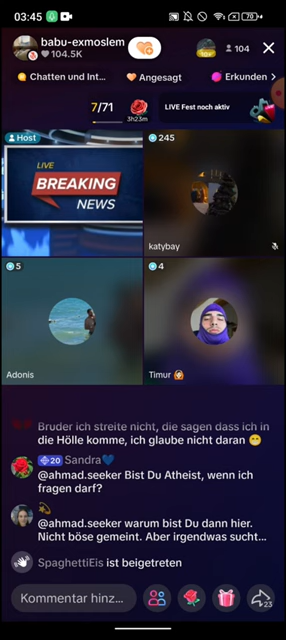 03:45
70
babu-exmoslem
104.5K
10x
104
Chatten und Int...
Angesagt
Erkunden
7/71
3h23m
LIVE Fest noch aktiv
Host
LIVE
BREAKING
NEWS
245
katybay
5
Adonis
4
Timur
Bruder ich streite nicht, die sagen dass ich in
die Hölle komme, ich glaube nicht daran 😁
20 Sandra💙
@ahmad.seeker Bist Du Atheist, wenn ich
fragen darf?
@ahmad.seeker warum bist Du dann hier.
Nicht böse gemeint. Aber irgendwas sucht...
SpaghettiEis ist beigetreten
Kommentar hinz...
23